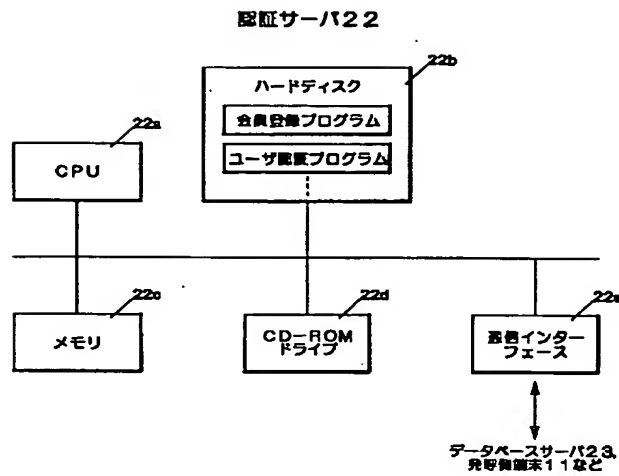 認証サーバ22
22b
ハードディスク
会員登録プログラム
ユーザ認証プログラム
22a
CPU
22c
メモリ
22d
CD-ROM
ドライブ
22e
通信インター
フェース
データベースサーバ23,
発呼側端末11など